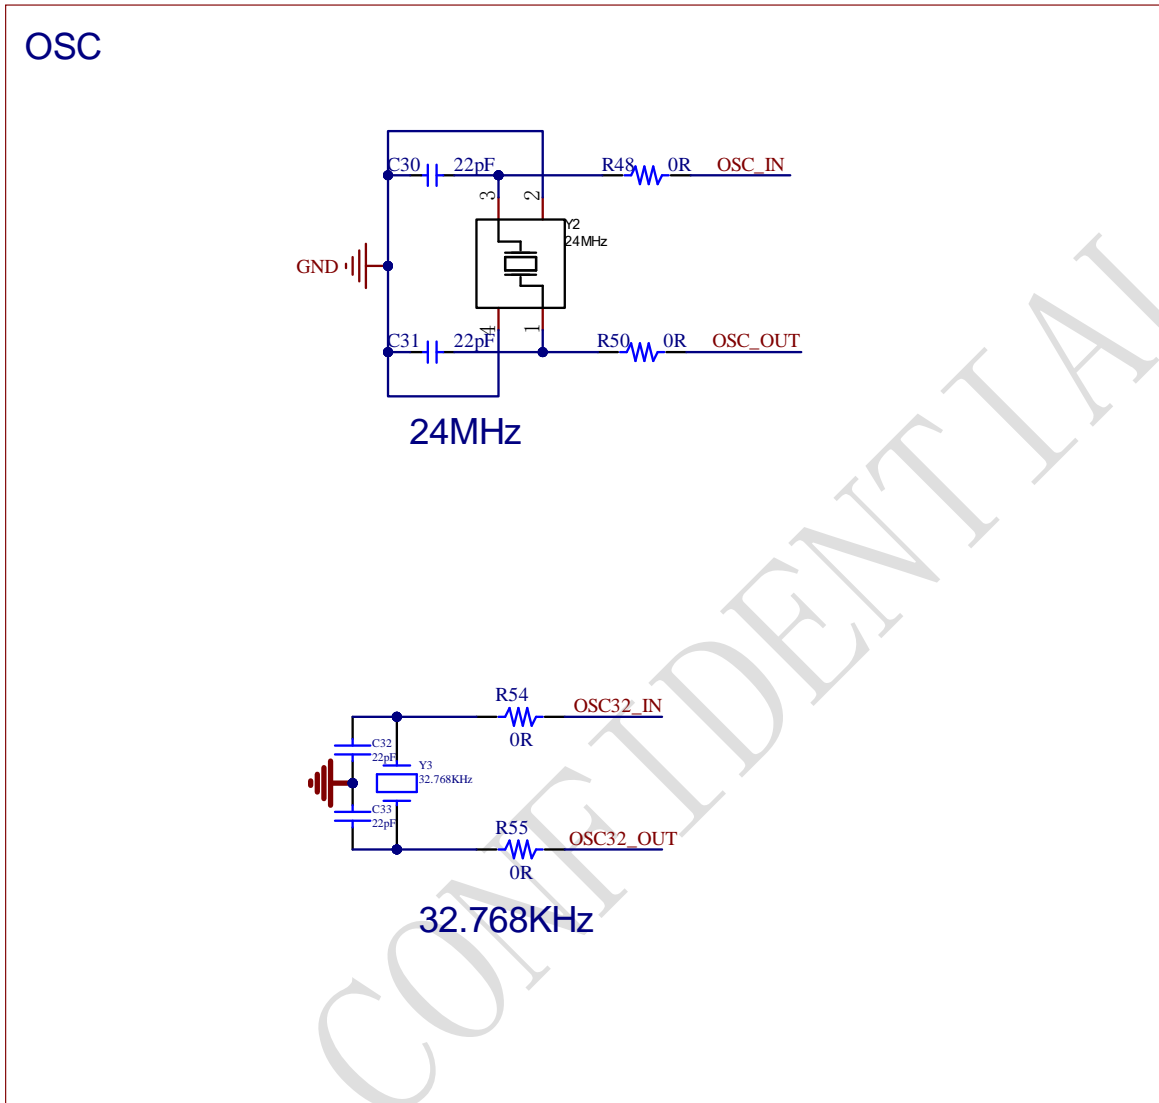 OSC
C30 22pF R48 0R OSC_IN
3 2
Y2
24MHz
GND
4 1
C31 22pF R50 0R OSC_OUT
24MHz
R54 OSC32_IN
0R
C32
22pF
Y3
32.768KHz
C33
22pF
R55 OSC32_OUT
0R
32.768KHz
CONFIDENTIAL